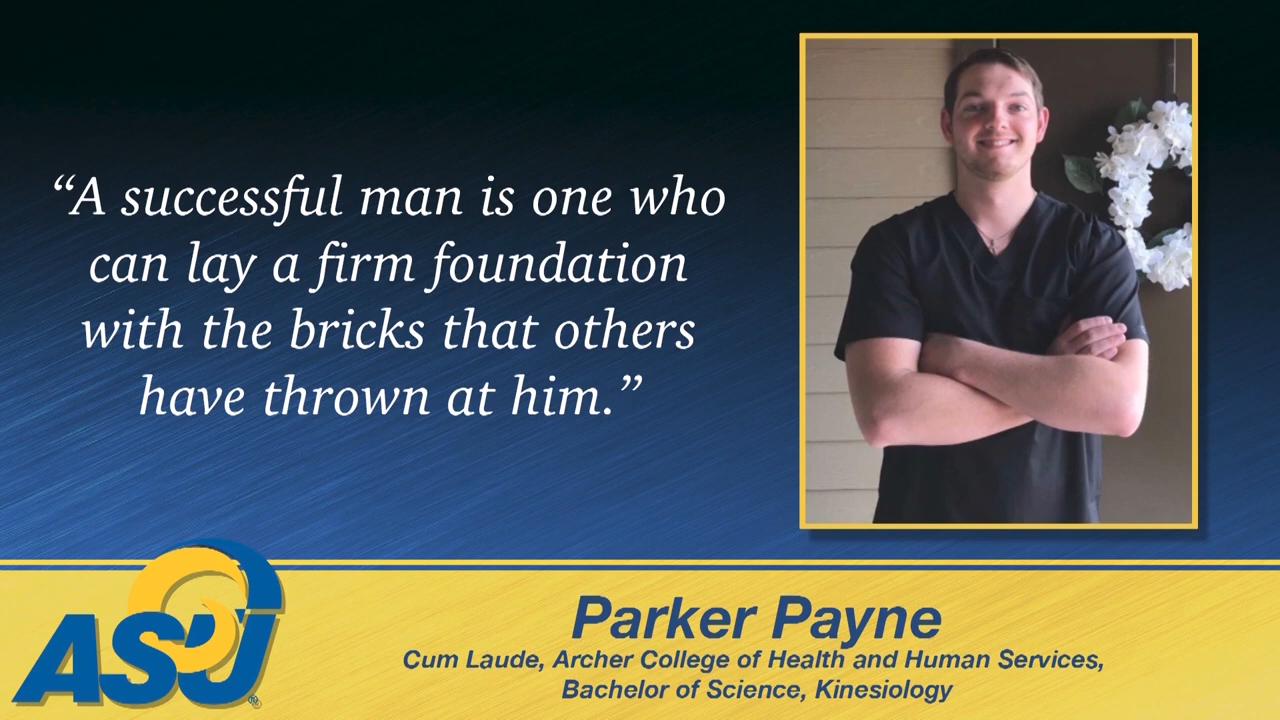 “A successful man is one who
can lay a firm foundation
with the bricks that others
have thrown at him.”
ASU
®
Parker Payne
Cum Laude, Archer College of Health and Human Services,
Bachelor of Science, Kinesiology